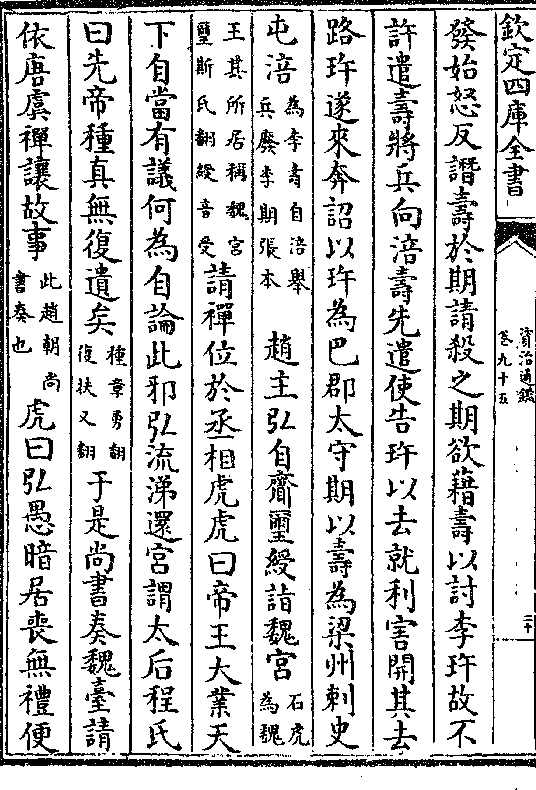 欽定四庫全書
資治通鑑
卷九十五
三十
發始怒反譖壽於期請殺之期欲藉壽以討李玝故不
許遣壽將兵向涪壽先遣使告玝以去就利害開其去
路玝遂來奔詔以玝為巴郡太守期以壽為梁州刺史
屯涪為李壽自涪舉兵廢李期張本 趙主弘自齎璽綬詣魏宮石虎為魏
王其所居稱魏宮璽斯氏翻綬音受請禪位於丞相虎虎曰帝王大業天
下自當有議何為自論此邪弘流涕還宮謂太后程氏
曰先帝種真無復遺矣種章勇翻復扶又翻于是尚書奏魏臺請
依唐虞禪讓故事此趙朝尚書奏也虎曰弘愚暗居喪無禮便